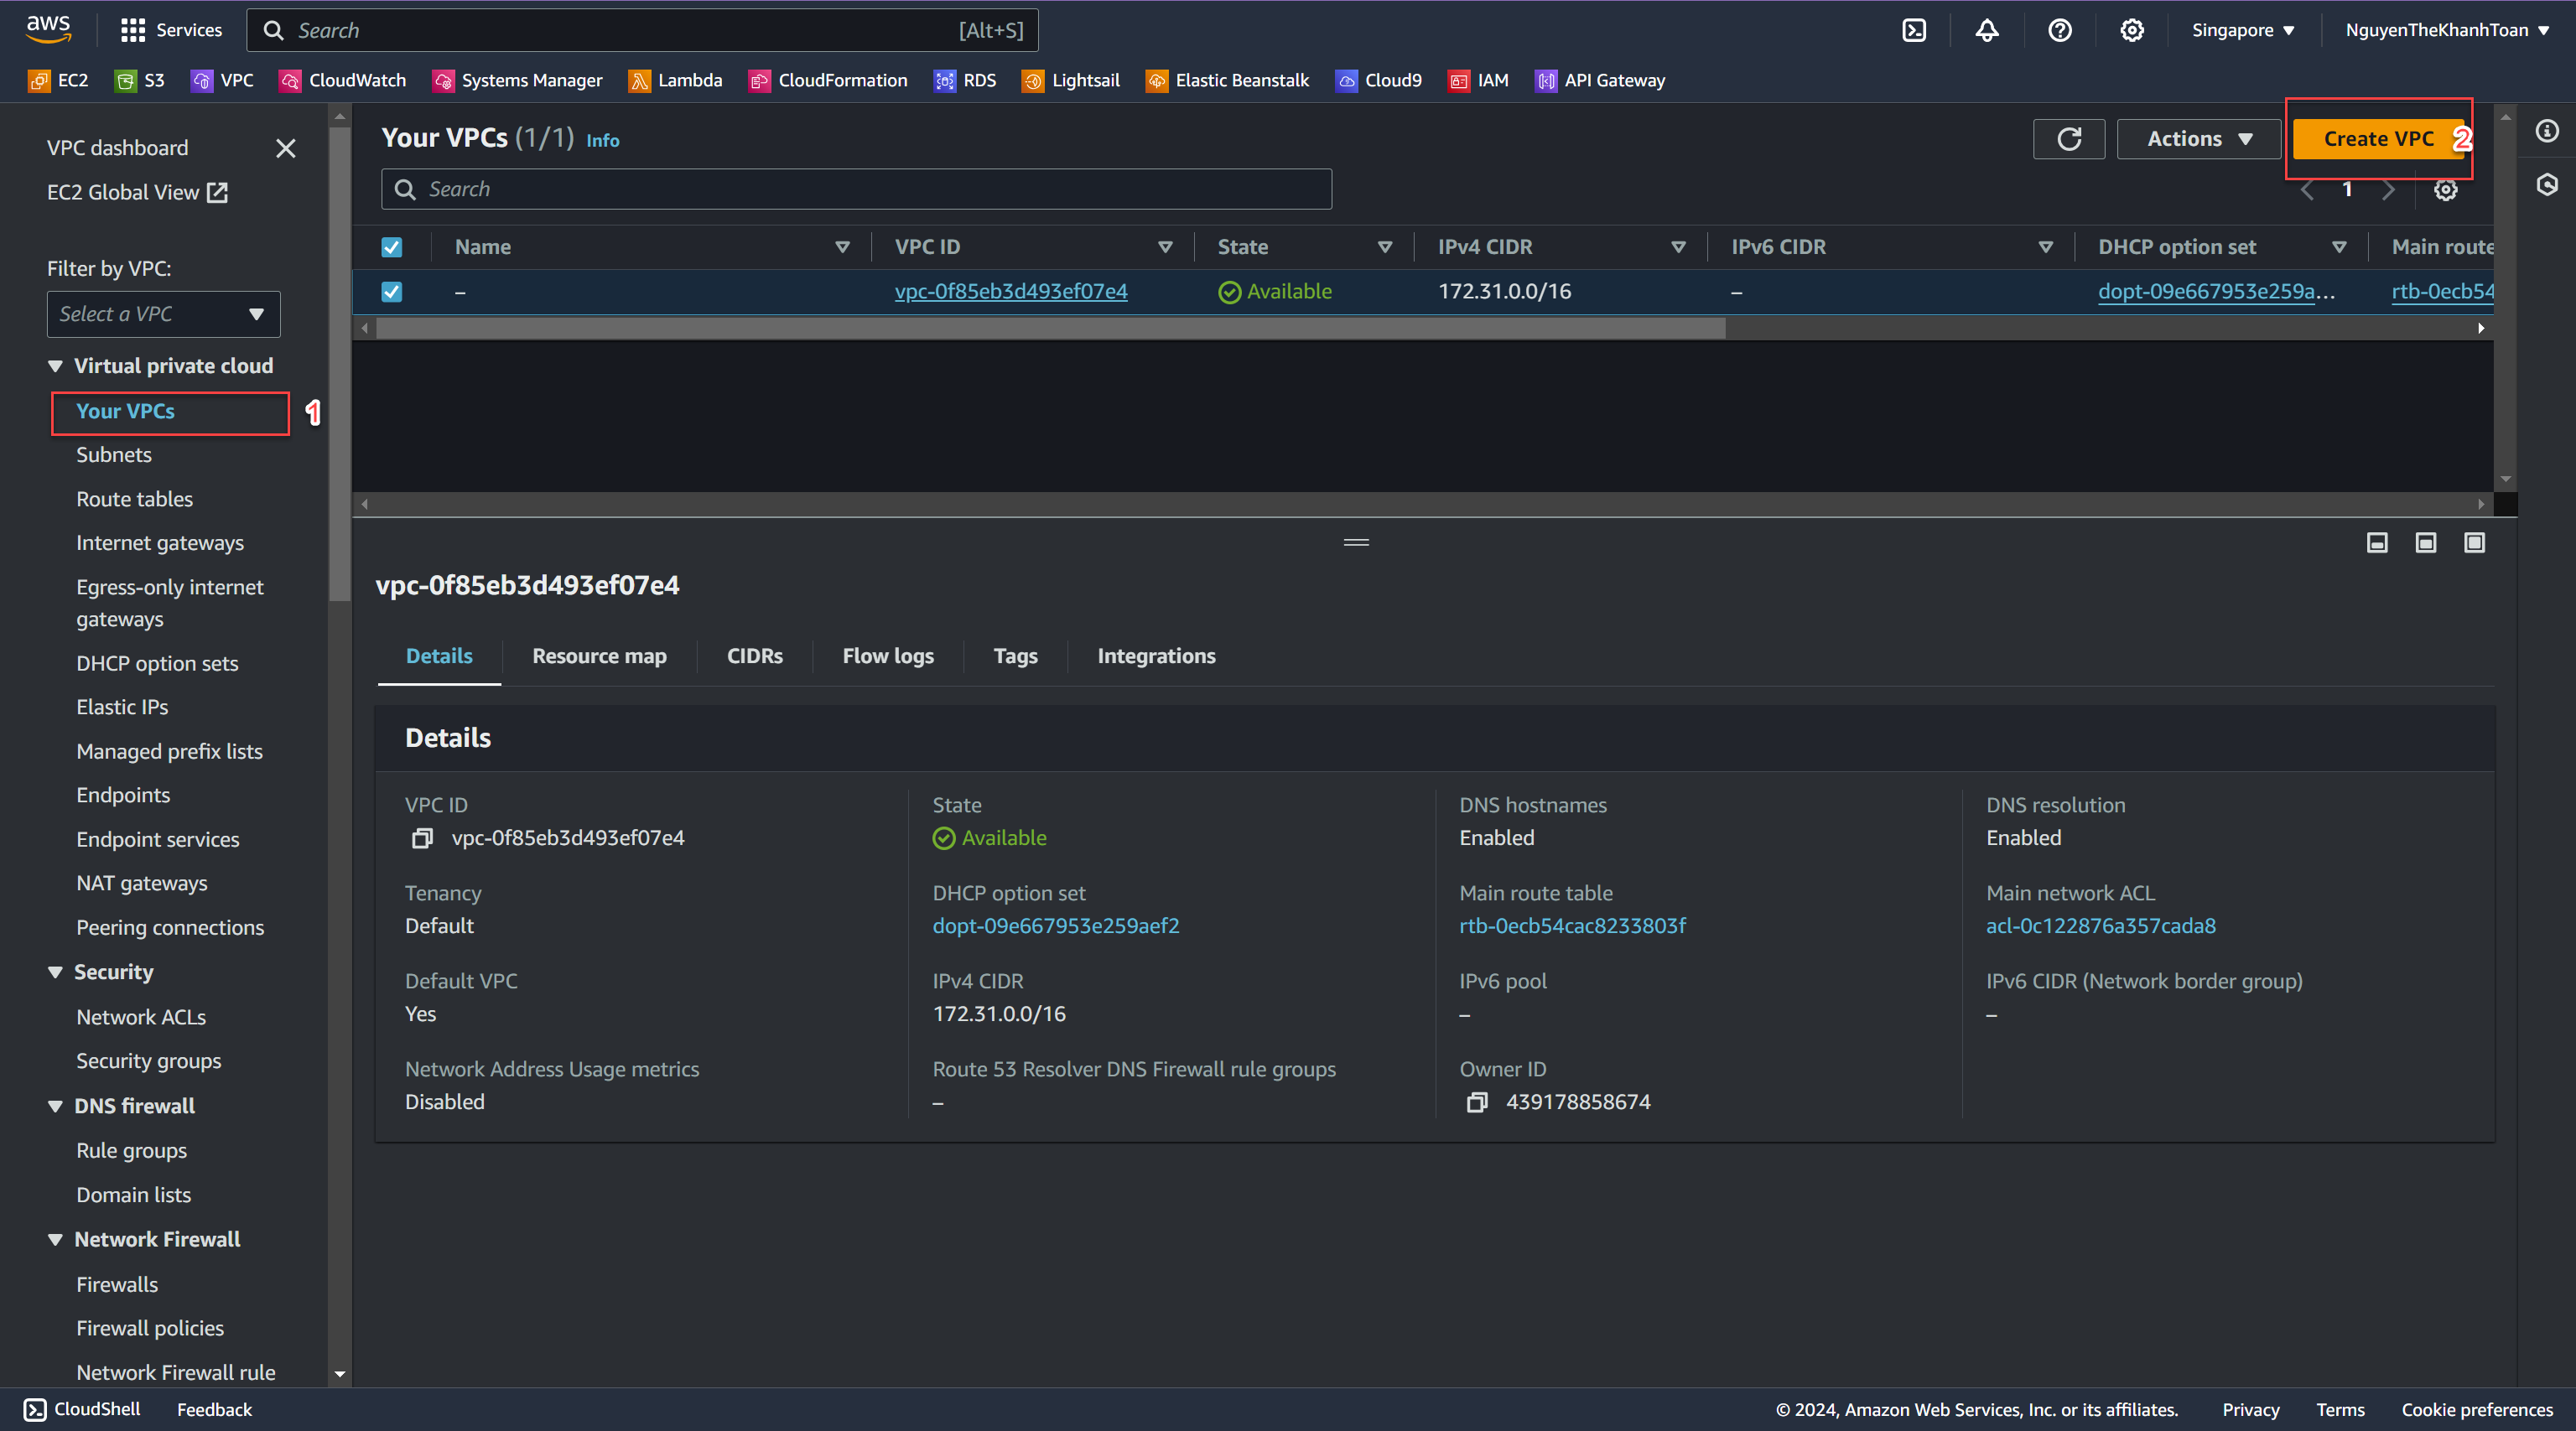 aws
Services
Search [Alt+S]
Singapore
NguyenTheKhanhToan
EC2 S3 VPC CloudWatch Systems Manager Lambda CloudFormation RDS Lightsail Elastic Beanstalk Cloud9 IAM API Gateway
VPC dashboard
EC2 Global View
Filter by VPC:
Select a VPC
Virtual private cloud
Your VPCs 1
Subnets
Route tables
Internet gateways
Egress-only internet
gateways
DHCP option sets
Elastic IPs
Managed prefix lists
Endpoints
Endpoint services
NAT gateways
Peering connections
Security
Network ACLs
Security groups
DNS firewall
Rule groups
Domain lists
Network Firewall
Firewalls
Firewall policies
Network Firewall rule
Your VPCs (1/1) Info
Actions
Create VPC 2
Search
1
Name VPC ID State IPv4 CIDR IPv6 CIDR DHCP option set Main route
– vpc-0f85eb3d493ef07e4 Available 172.31.0.0/16 – dopt-09e667953e259a... rtb-0ecb54
vpc-0f85eb3d493ef07e4
Details Resource map CIDRs Flow logs Tags Integrations
Details
VPC ID State DNS hostnames DNS resolution
vpc-0f85eb3d493ef07e4 Available Enabled Enabled
Tenancy DHCP option set Main route table Main network ACL
Default dopt-09e667953e259aef2 rtb-0ecb54cac8233803f acl-0c122876a357cada8
Default VPC IPv4 CIDR IPv6 pool IPv6 CIDR (Network border group)
Yes 172.31.0.0/16 – –
Network Address Usage metrics Route 53 Resolver DNS Firewall rule groups Owner ID
Disabled – 439178858674
CloudShell Feedback © 2024, Amazon Web Services, Inc. or its affiliates. Privacy Terms Cookie preferences